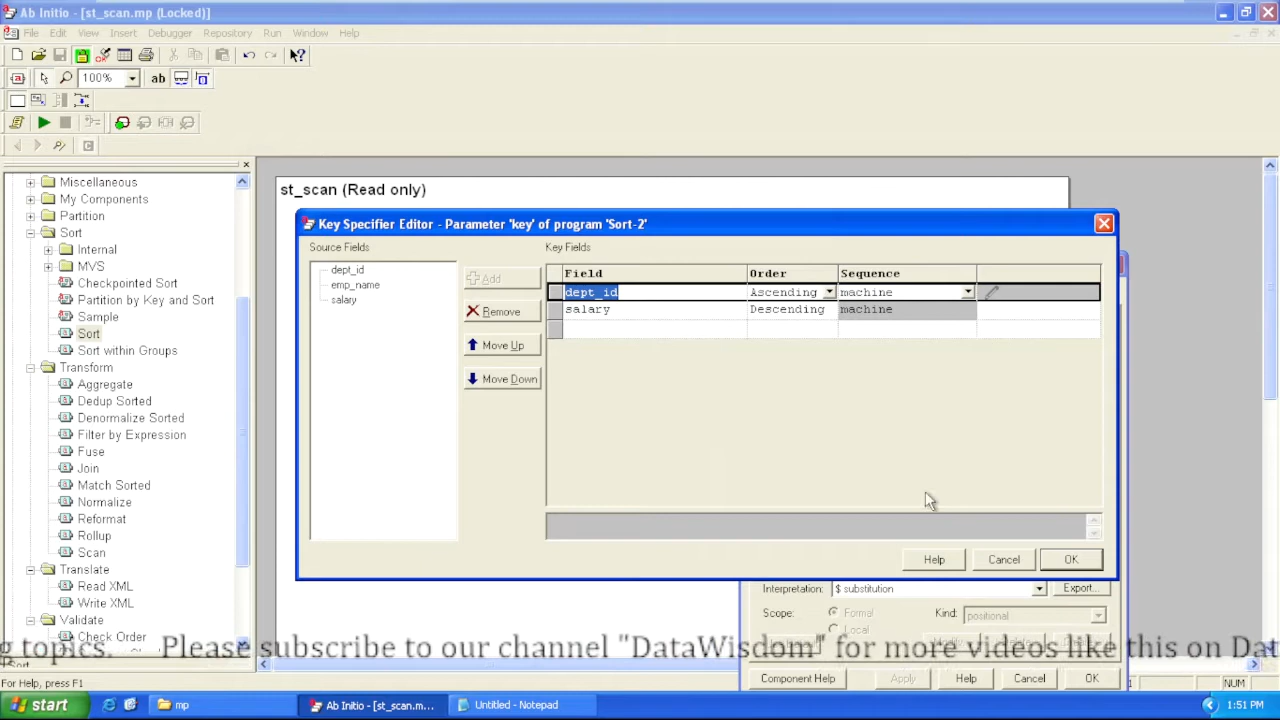 Ab Initio - [st_scan.mp (Locked)]
File Edit View Insert Debugger Repository Run Window Help
100% ab
Miscellaneous
My Components
Partition
Sort
Internal
MVS
Checkpointed Sort
Partition by Key and Sort
Sample
Sort
Sort within Groups
Transform
Aggregate
Dedup Sorted
Denormalize Sorted
Filter by Expression
Fuse
Join
Match Sorted
Normalize
Reformat
Rollup
Scan
Translate
Read XML
Write XML
Validate
Check Order
st_scan (Read only)
Key Specifier Editor - Parameter 'key' of program 'Sort-2'
Source Fields
dept_id
emp_name
salary
Add
Remove
Move Up
Move Down
Key Fields
Field Order Sequence
dept_id Ascending machine
salary Descending machine
Help Cancel OK
Interpretation: $ substitution Export...
Scope: Formal Kind: positional
Local
g topics. Please subscribe to our channel "DataWisdom" for more videos like this on Dat
Component Help Apply Help Cancel OK
For Help, press F1 NUM
start mp Ab Initio - [st_scan.m... Untitled - Notepad 1:51 PM